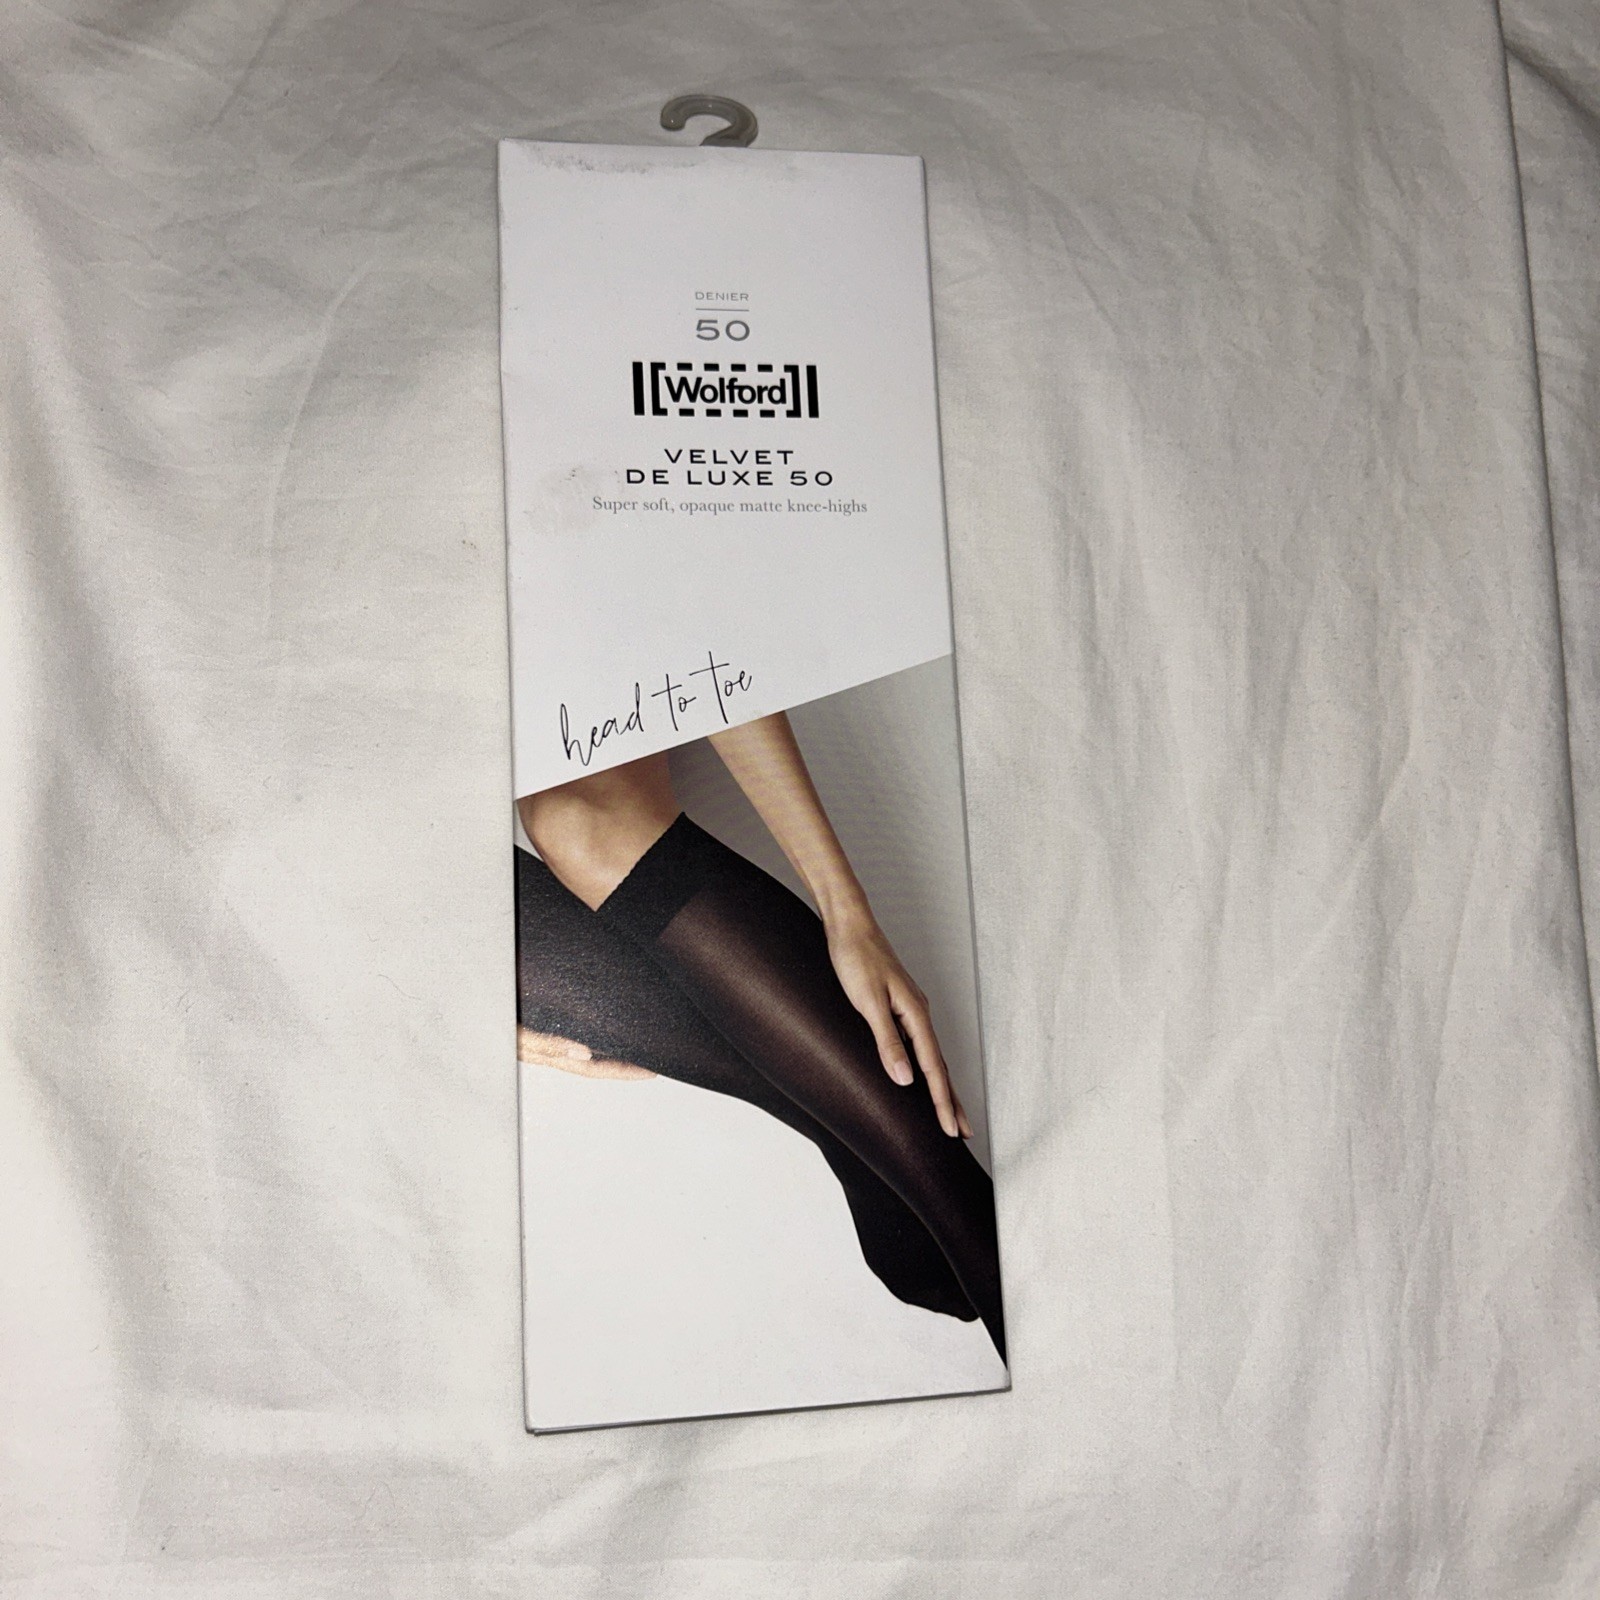 DENIER
50
Wolford
VELVET
DE LUXE 50
Super soft, opaque matte knee-highs
head to toe